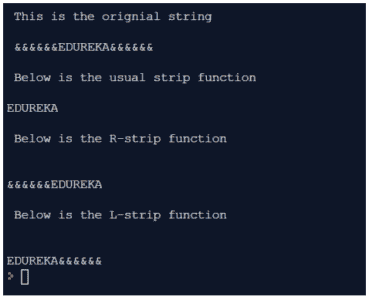 This is the orignial string
&&&&&&EDUREKA&&&&&&
Below is the usual strip function
EDUREKA
Below is the R-strip function
&&&&&&EDUREKA
Below is the L-strip function
EDUREKA&&&&&&
>